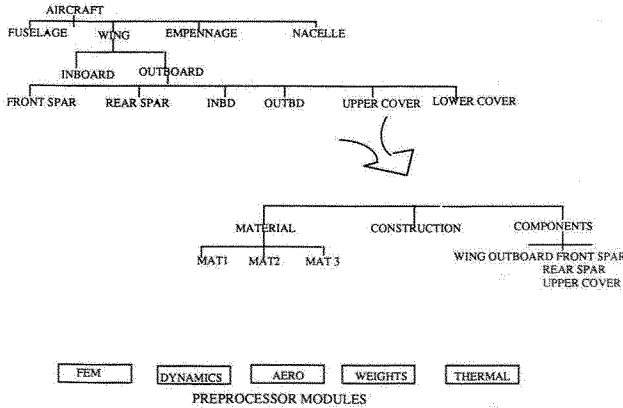 AIRCRAFT
FUSELAGE WING EMPENNAGE NACELLE
INBOARD OUTBOARD
FRONT SPAR REAR SPAR INBD OUTBD UPPER COVER LOWER COVER
MATERIAL CONSTRUCTION COMPONENTS
MAT1 MAT2 MAT 3 WING OUTBOARD FRONT SPAR
REAR SPAR
UPPER COVER
FEM DYNAMICS AERO WEIGHTS THERMAL
PREPROCESSOR MODULES